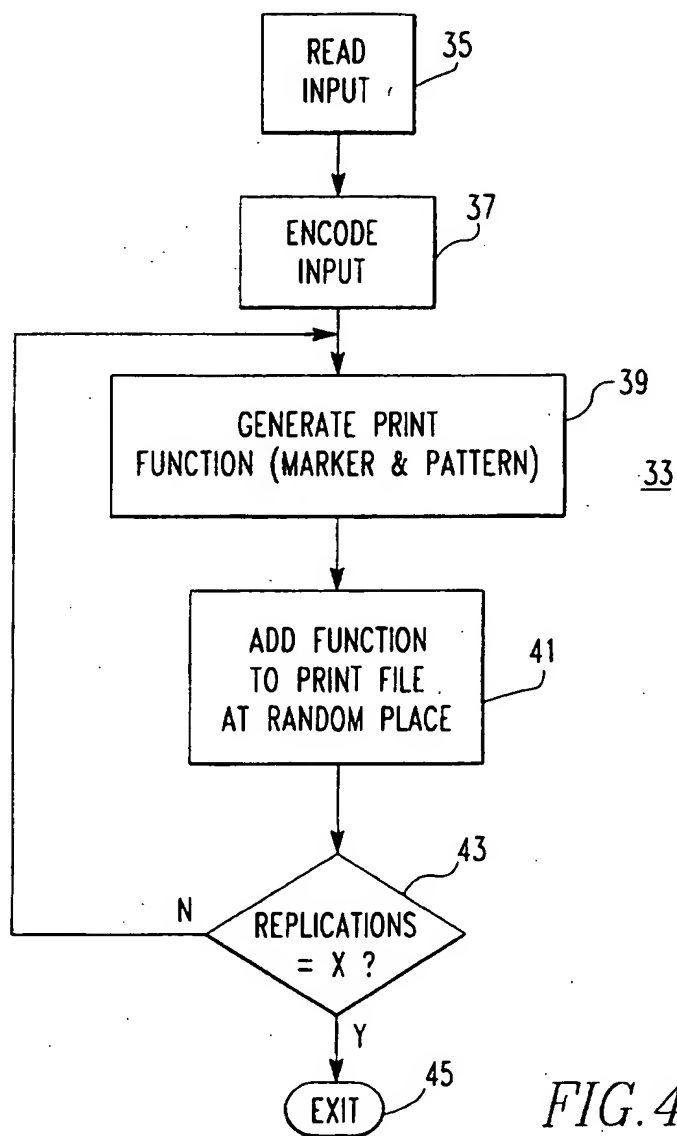 READ
INPUT
35
ENCODE
INPUT
37
GENERATE PRINT
FUNCTION (MARKER & PATTERN)
39
33
ADD FUNCTION
TO PRINT FILE
AT RANDOM PLACE
41
REPLICATIONS
= X ?
43
N
Y
EXIT
45
FIG.4